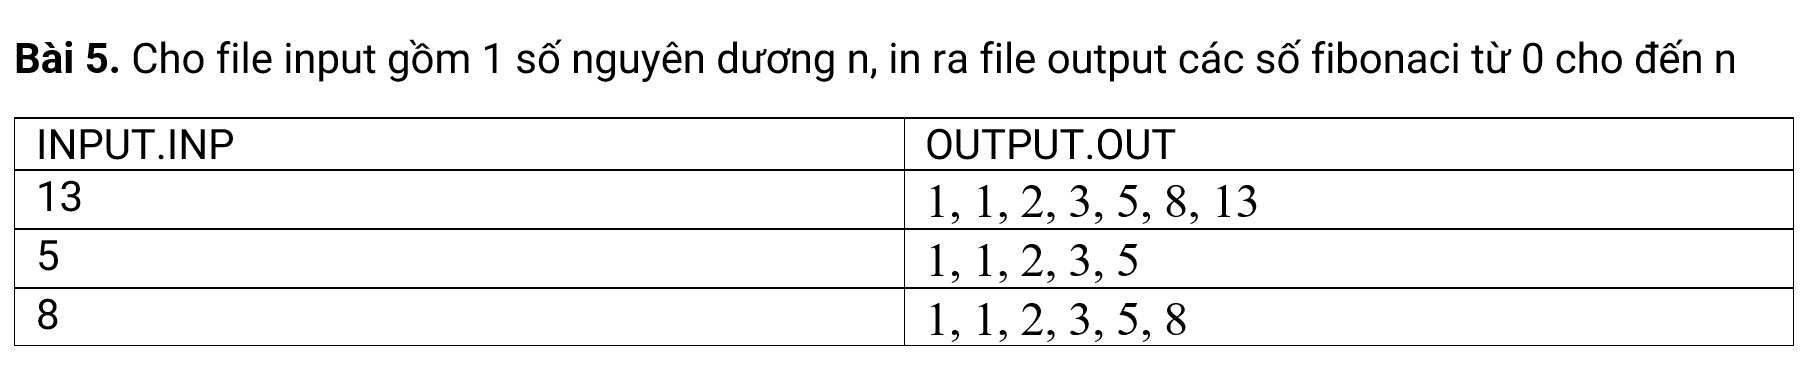 Bài 5. Cho file input gồm 1 số nguyên dương n, in ra file output các số fibonaci từ 0 cho đến n
INPUT.INP OUTPUT.OUT
13 1, 1, 2, 3, 5, 8, 13
5 1, 1, 2, 3, 5
8 1, 1, 2, 3, 5, 8